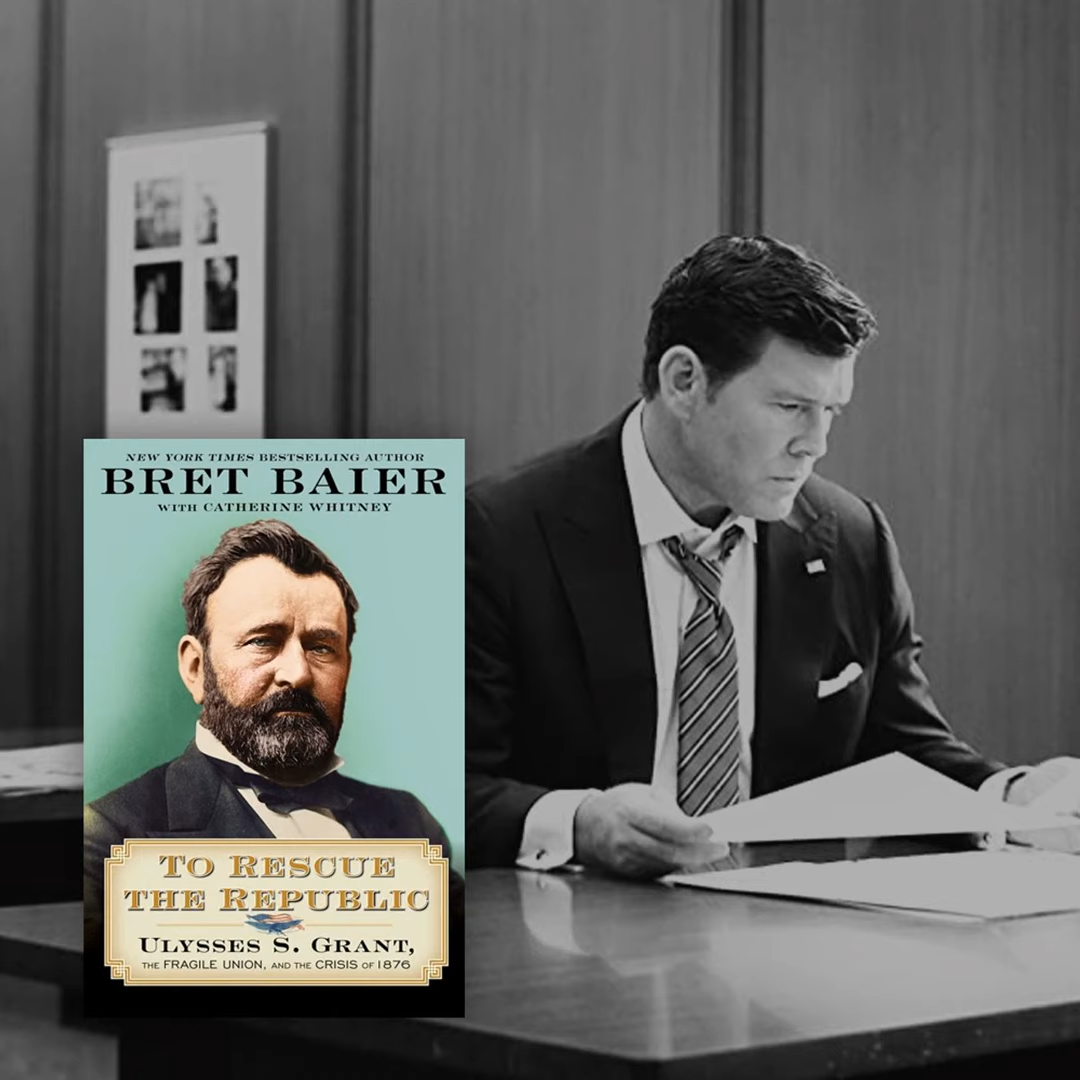 NEW YORK TIMES BESTSELLING AUTHOR
BRET BAIER
WITH CATHERINE WHITNEY
TO RESCUE
THE REPUBLIC
ULYSSES S. GRANT,
THE FRAGILE UNION, AND THE CRISIS OF 1876